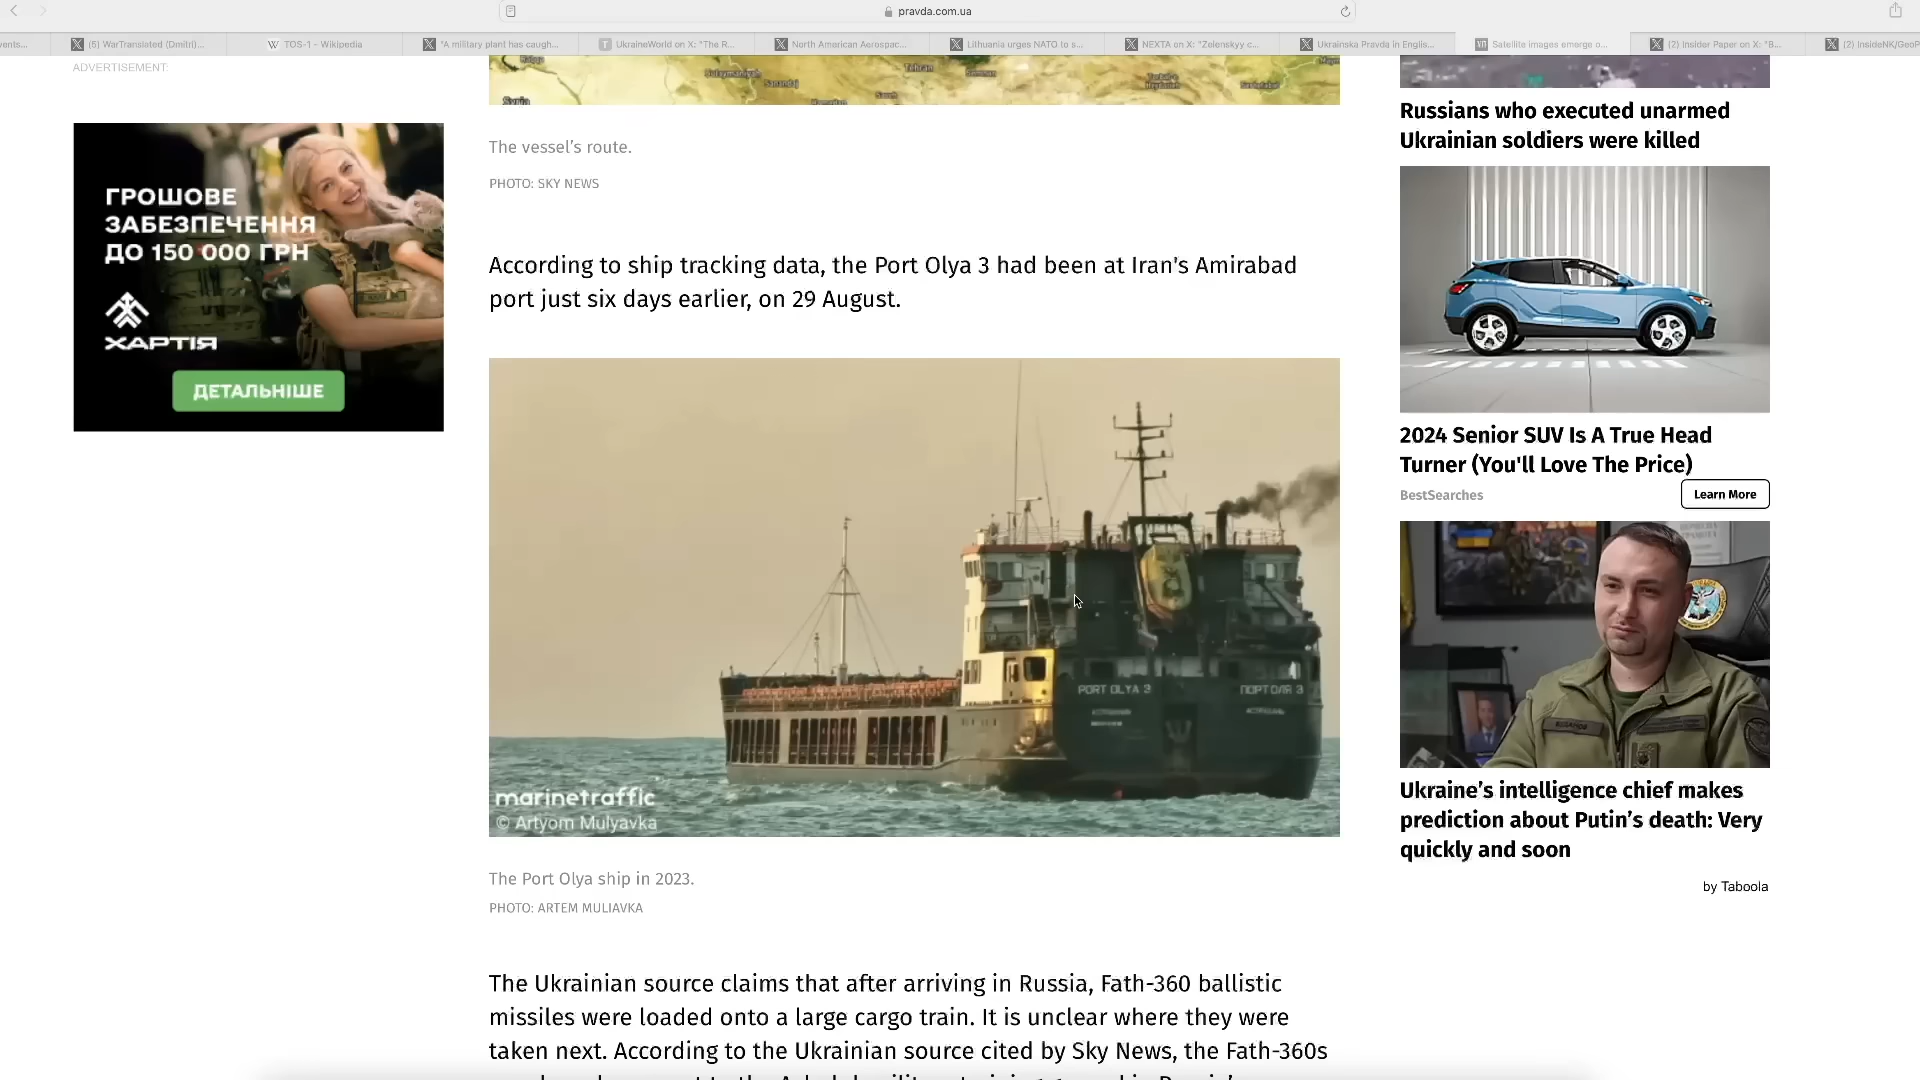 pravda.com.ua
(5) WarTranslated (Dmitri)...
TOS-1 - Wikipedia
"A military plant has caugh...
UkraineWorld on X: "The R...
North American Aerospac...
Lithuania urges NATO to s...
NEXTA on X: "Zelenskyy c...
Ukrainska Pravda in Englis...
Satellite images emerge o...
(2) Insider Paper on X: "B...
(2) InsideNK/GeoP
ADVERTISEMENT:
ГРОШОВЕ
ЗАБЕЗПЕЧЕННЯ
ДО 150 000 ГРН
ХАРТІЯ
ДЕТАЛЬНІШЕ
Sanandaj
Tehran
Semnan
Syria
The vessel's route.
PHOTO: SKY NEWS
According to ship tracking data, the Port Olya 3 had been at Iran's Amirabad
port just six days earlier, on 29 August.
PORT OLYA 3
ПОРТ ОЛЯ 3
marinetraffic
© Artyom Mulyavka
The Port Olya ship in 2023.
PHOTO: ARTEM MULIAVKA
The Ukrainian source claims that after arriving in Russia, Fath-360 ballistic
missiles were loaded onto a large cargo train. It is unclear where they were
taken next. According to the Ukrainian source cited by Sky News, the Fath-360s
Russians who executed unarmed
Ukrainian soldiers were killed
2024 Senior SUV Is A True Head
Turner (You'll Love The Price)
BestSearches
Learn More
Ukraine's intelligence chief makes
prediction about Putin's death: Very
quickly and soon
by Taboola